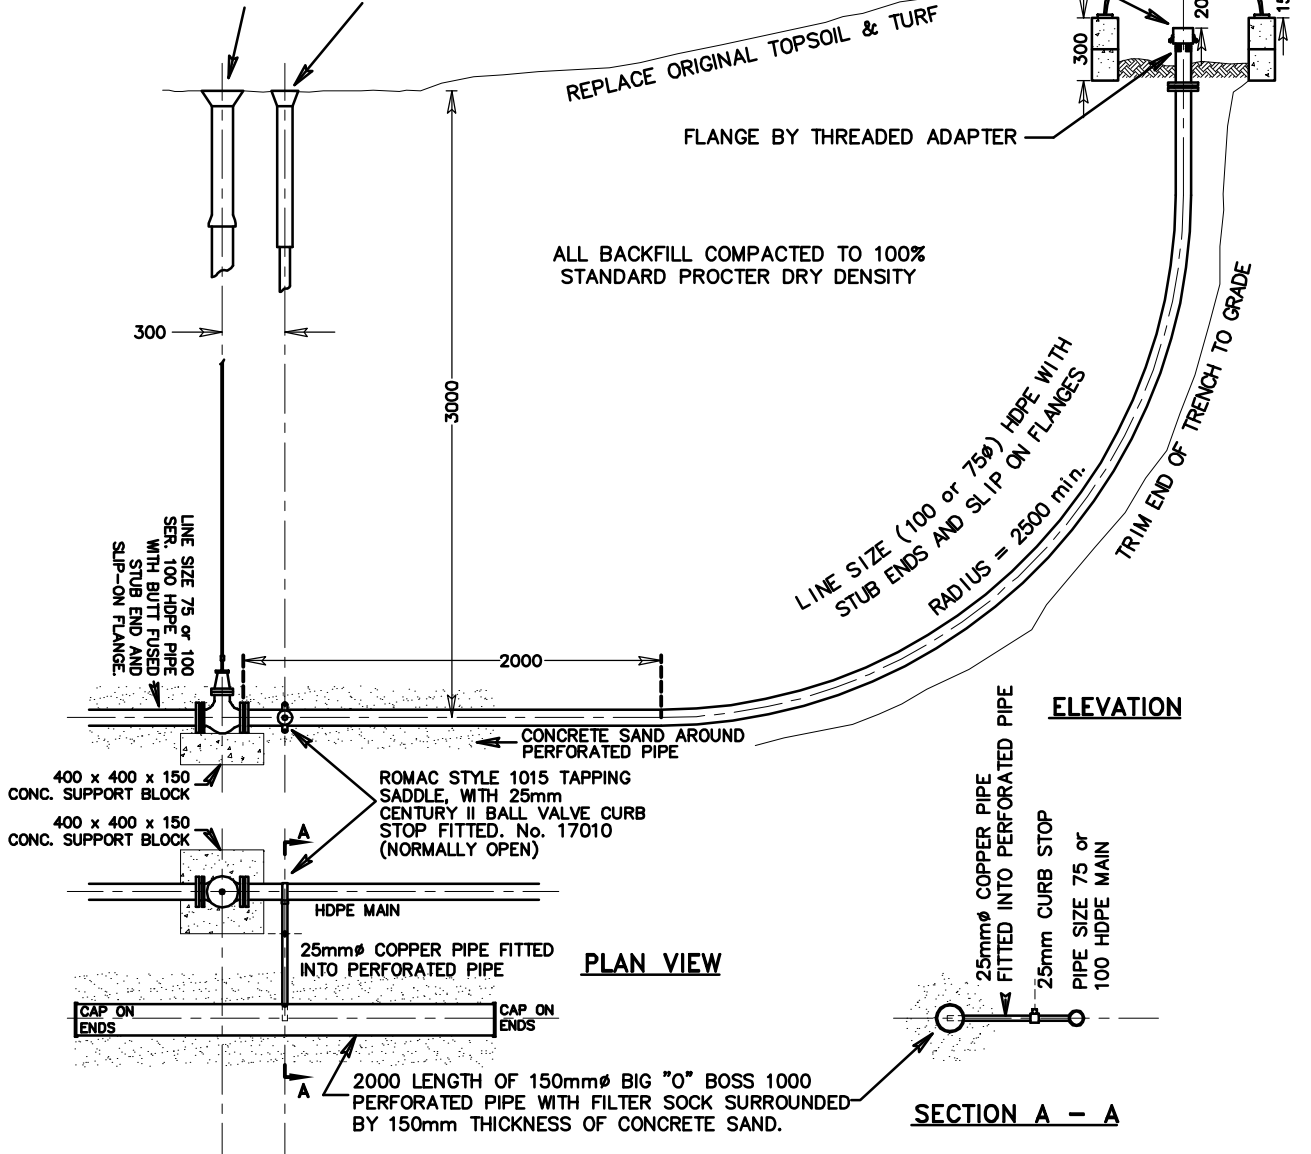 REPLACE ORIGINAL TOPSOIL & TURF
300
20
15
FLANGE BY THREADED ADAPTER
ALL BACKFILL COMPACTED TO 100%
STANDARD PROCTER DRY DENSITY
300
3000
LINE SIZE (100 or 75ø) HDPE WITH
STUB ENDS AND SLIP ON FLANGES
RADIUS = 2500 min.
TRIM END OF TRENCH TO GRADE
LINE SIZE 75 or 100
SER. 100 HDPE PIPE
WITH BUTT FUSED
STUB END AND
SLIP-ON FLANGE.
2000
ELEVATION
CONCRETE SAND AROUND
PERFORATED PIPE
400 x 400 x 150
CONC. SUPPORT BLOCK
ROMAC STYLE 1015 TAPPING
SADDLE, WITH 25mm
CENTURY II BALL VALVE CURB
STOP FITTED. No. 17010
(NORMALLY OPEN)
400 x 400 x 150
CONC. SUPPORT BLOCK
A
HDPE MAIN
25mmø COPPER PIPE FITTED
INTO PERFORATED PIPE
PLAN VIEW
25mmø COPPER PIPE
FITTED INTO PERFORATED PIPE
25mm CURB STOP
PIPE SIZE 75 or
100 HDPE MAIN
CAP ON
ENDS
CAP ON
ENDS
A
2000 LENGTH OF 150mmø BIG "O" BOSS 1000
PERFORATED PIPE WITH FILTER SOCK SURROUNDED
BY 150mm THICKNESS OF CONCRETE SAND.
SECTION A - A